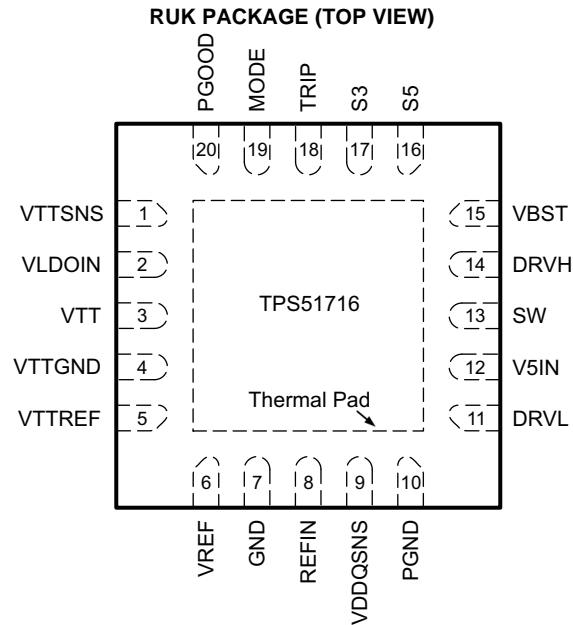 RUK PACKAGE (TOP VIEW)
PGOOD
MODE
TRIP
S3
S5
20
19
18
17
16
VTTSNS 1
15 VBST
VLDOIN 2
14 DRVH
VTT 3
TPS51716
13 SW
VTTGND 4
12 V5IN
VTTREF 5
Thermal Pad
11 DRVL
6
7
8
9
10
VREF
GND
REFIN
VDDQSNS
PGND